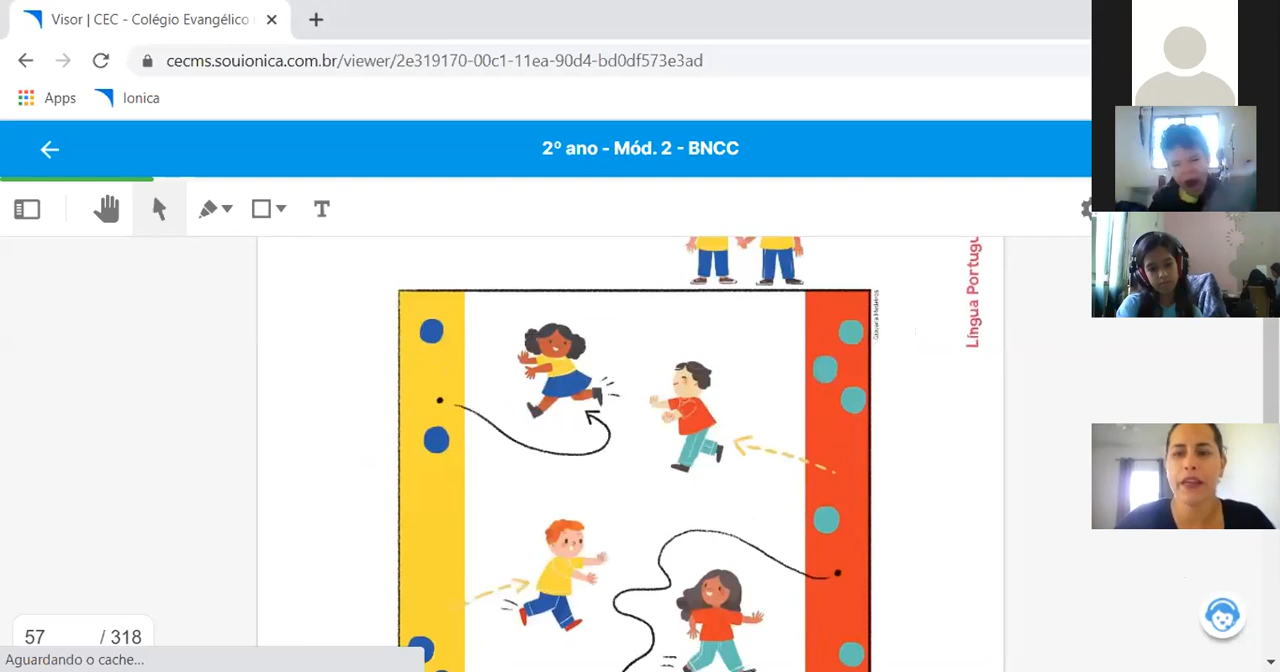 Visor | CEC - Colégio Evangélico
cecms.souionica.com.br/viewer/2e319170-00c1-11ea-90d4-bd0df573e3ad
Apps Ionica
2º ano - Mód. 2 - BNCC
T
Língua Portugu
57 / 318
Aguardando o cache...